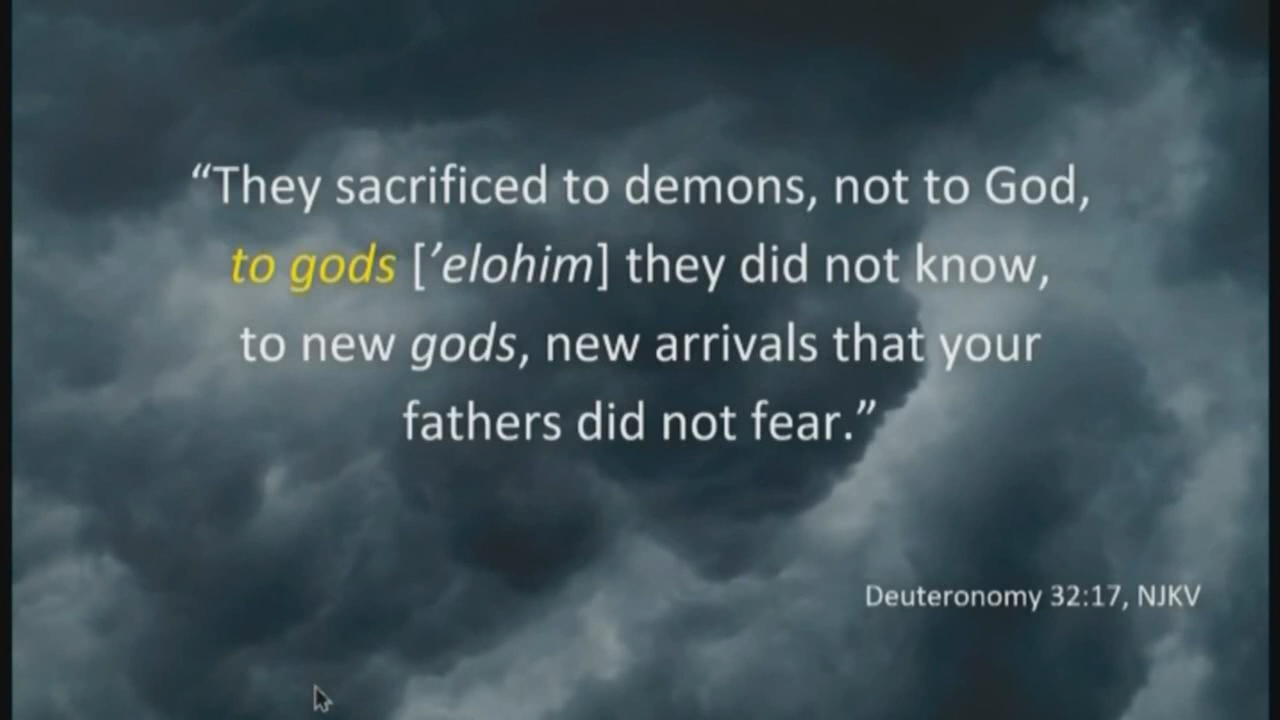 “They sacrificed to demons, not to God,
to gods [’elohim] they did not know,
to new gods, new arrivals that your
fathers did not fear.”
Deuteronomy 32:17, NJKV